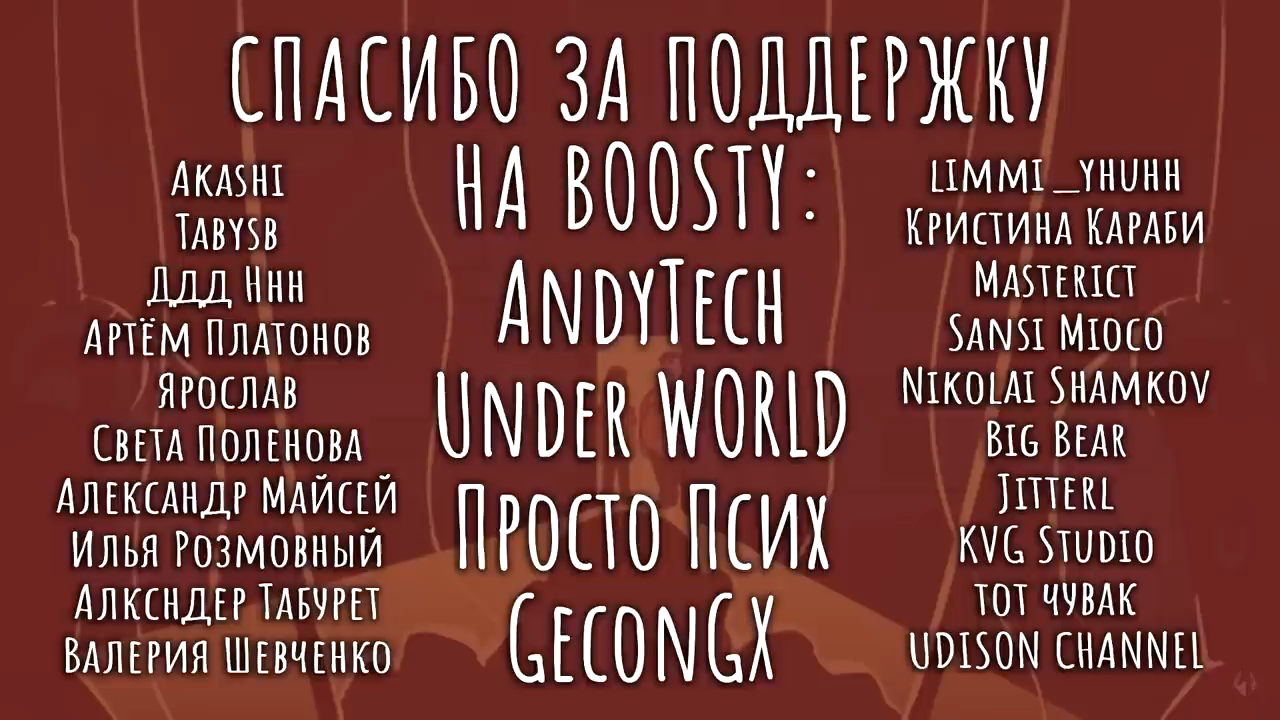 СПАСИБО ЗА ПОДДЕРЖКУ
НА BOOSTY:
Akashi
Tabysb
Ддд Ннн
Артём Платонов
Ярослав
Света Поленова
Александр Майсей
Илья Розмовный
Алксндер Табурет
Валерия Шевченко
AndyTech
Under WORLD
Просто Псих
GeconGX
limmi _yhuhh
Кристина Караби
Masterict
Sansi Mioco
Nikolai Shamkov
Big Bear
Jitterl
KVG Studio
тот чувак
UDISON CHANNEL